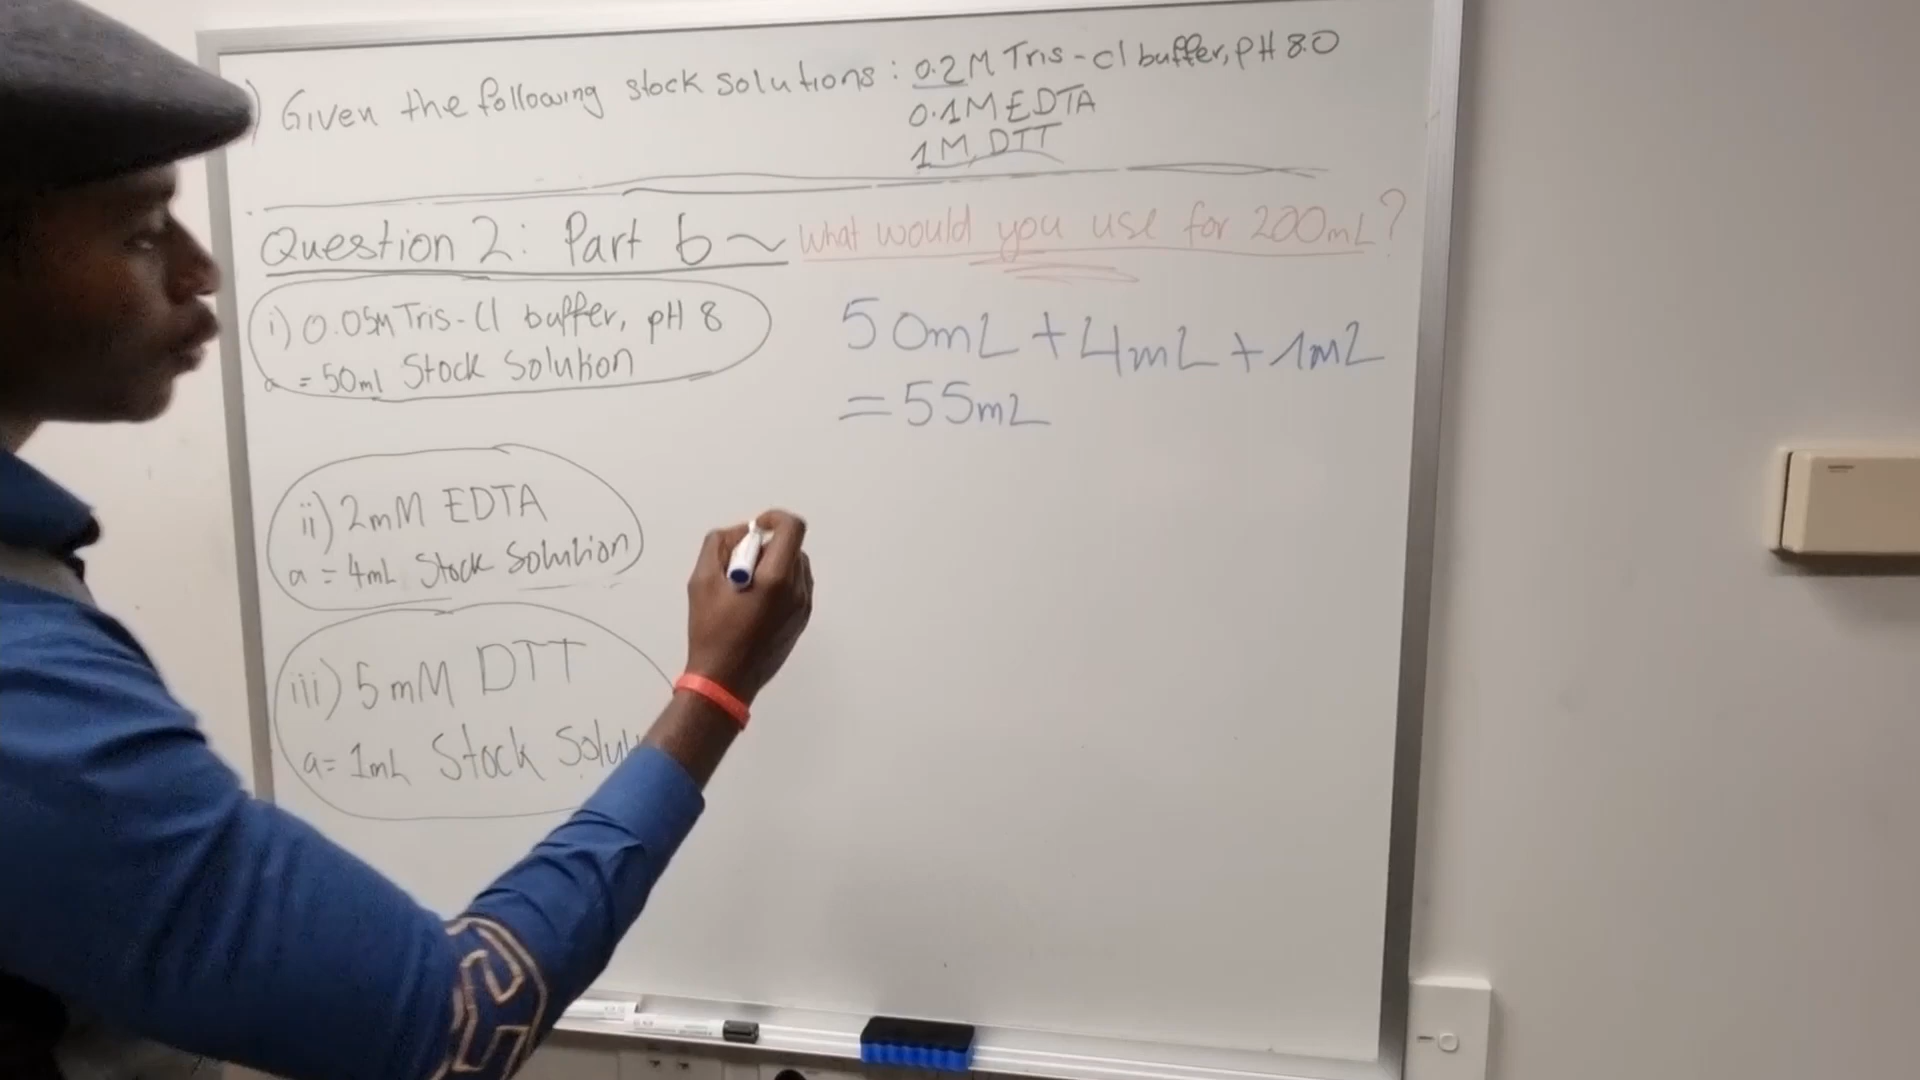 ) Given the following stock solutions: 0.2M Tris-Cl buffer, pH 8.0
0.1M EDTA
1M DTT
Question 2: Part b ~ What would you use for 200mL?
i) 0.05M Tris-Cl buffer, pH 8
a = 50ml Stock Solution
50mL + 4mL + 1mL
= 55mL
ii) 2mM EDTA
a = 4mL Stock Solution
iii) 5mM DTT
a = 1mL Stock Solut